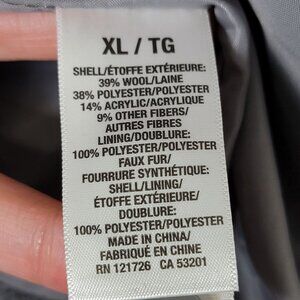 XL / TG
SHELL/ÉTOFFE EXTÉRIEURE:
39% WOOL/LAINE
38% POLYESTER/POLYESTER
14% ACRYLIC/ACRYLIQUE
9% OTHER FIBERS/
AUTRES FIBRES
LINING/DOUBLURE:
100% POLYESTER/POLYESTER
FAUX FUR/
FOURRURE SYNTHÉTIQUE:
SHELL/LINING/
ÉTOFFE EXTÉRIEURE/
DOUBLURE:
100% POLYESTER/POLYESTER
MADE IN CHINA/
FABRIQUÉ EN CHINE
RN 121726 CA 53201